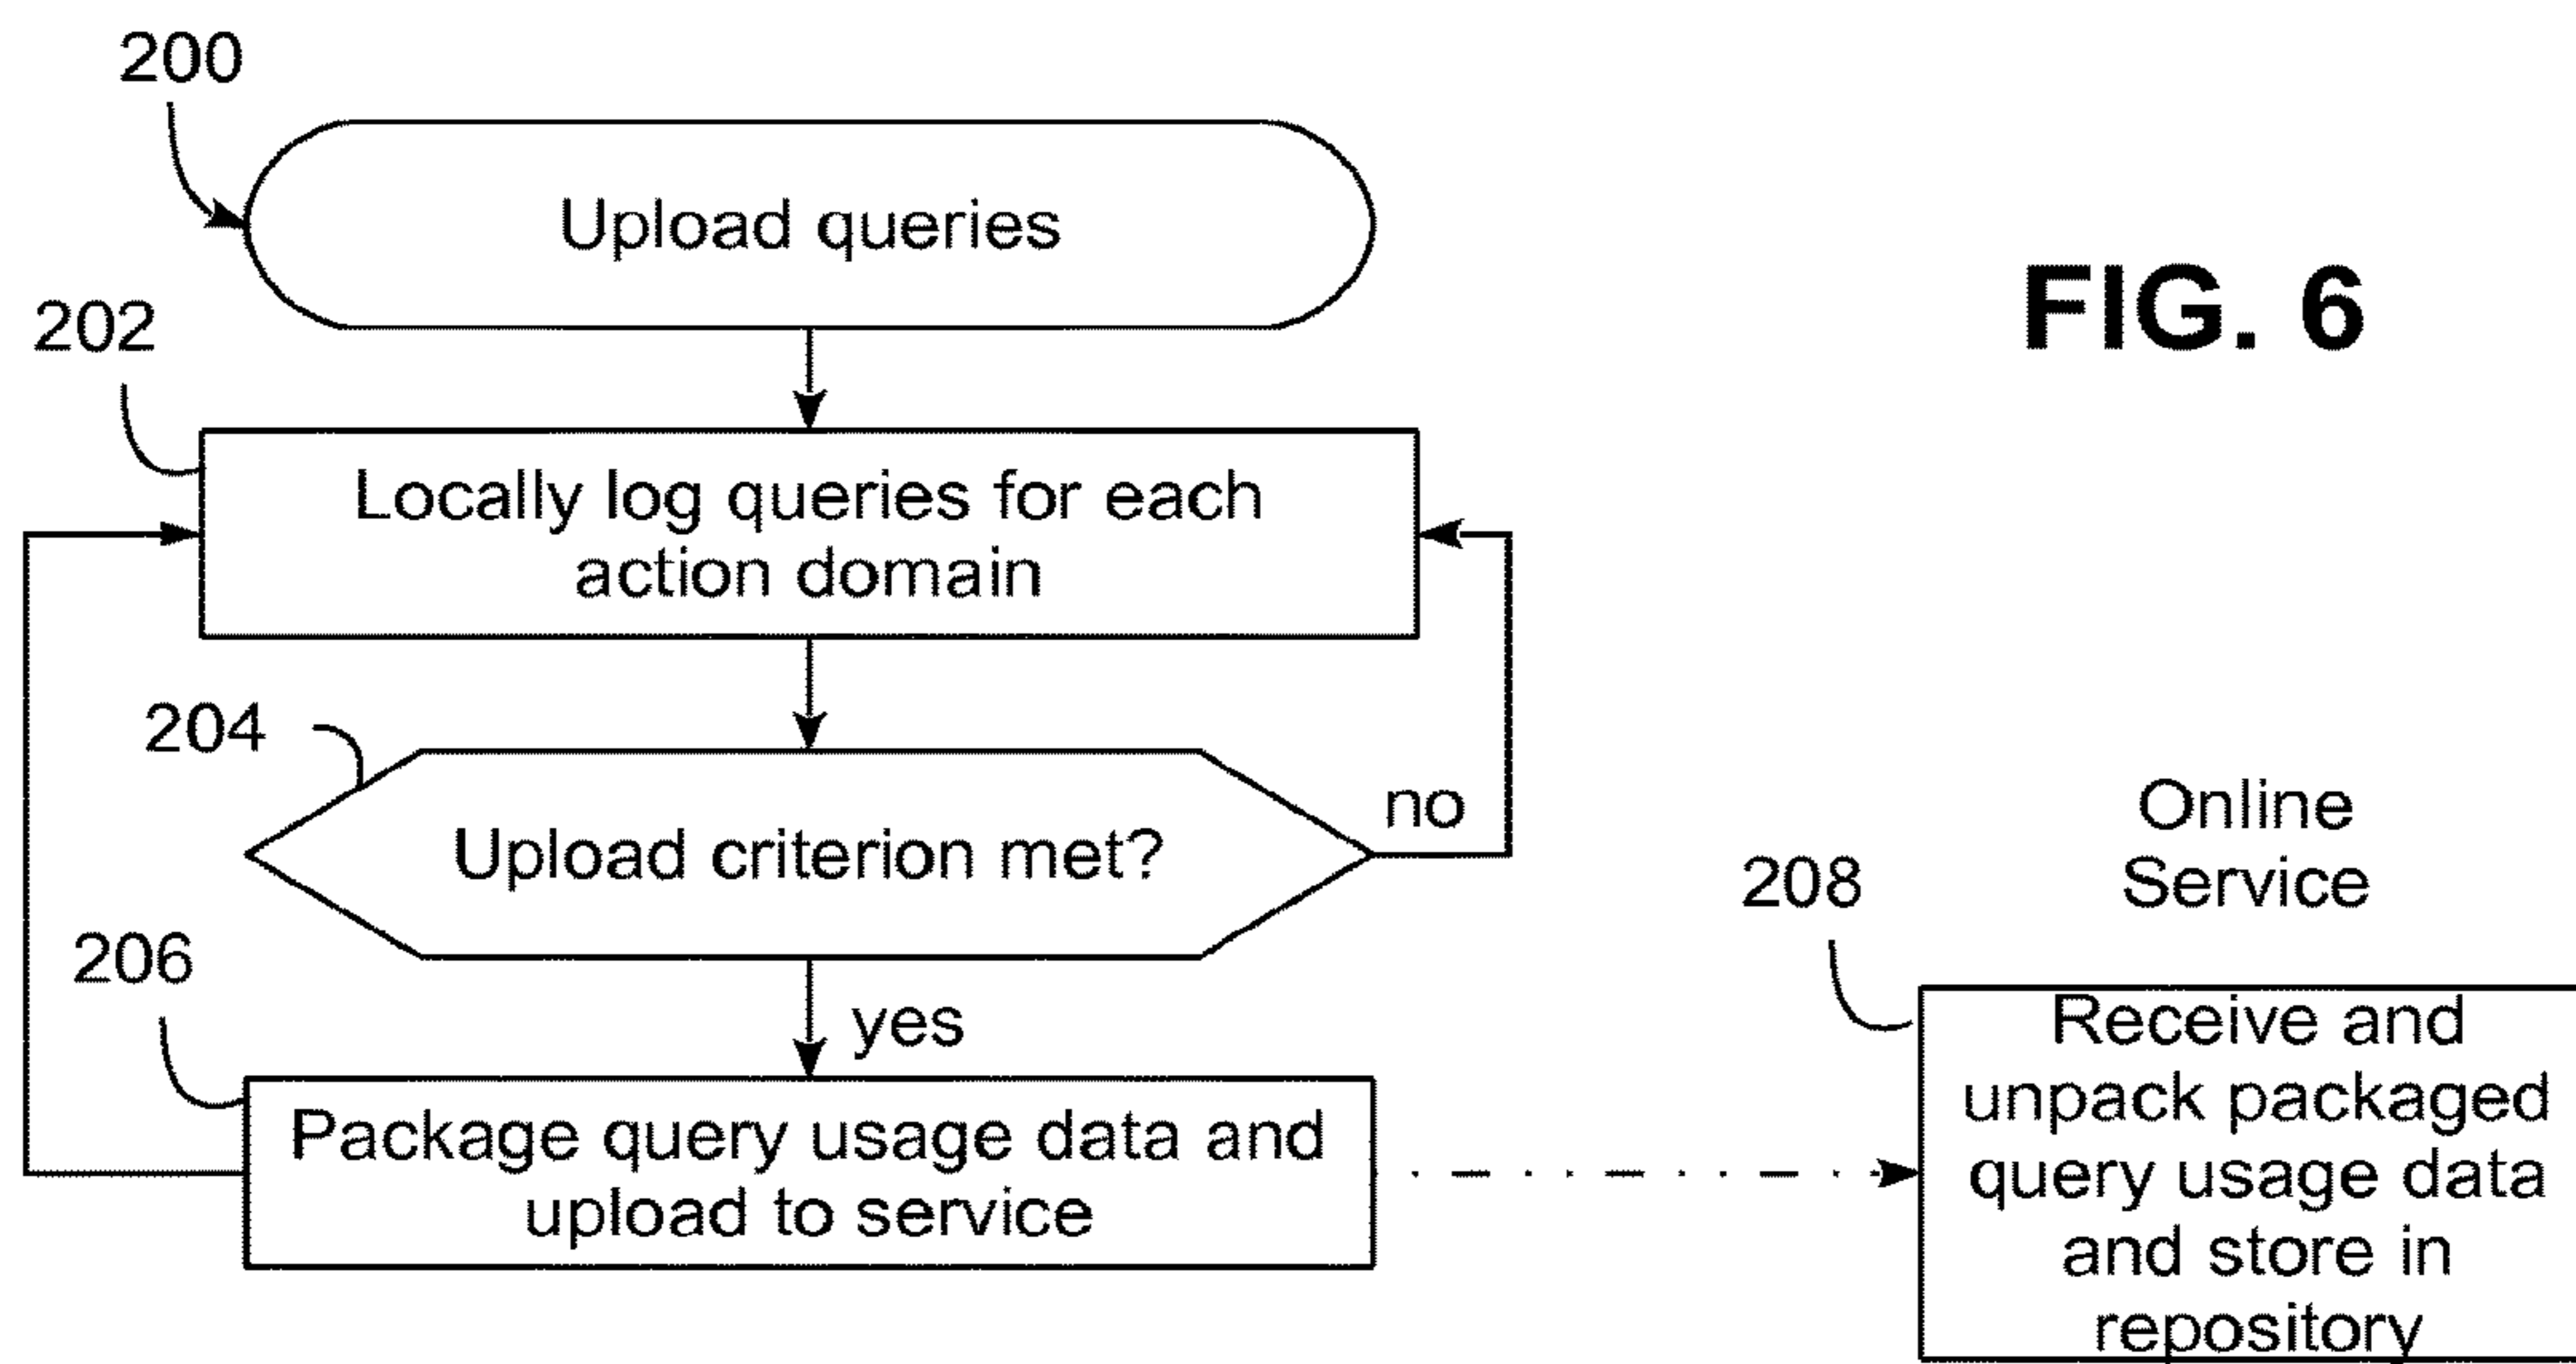 200
Upload queries
FIG. 6
202
Locally log queries for each
action domain
204
Upload criterion met?
no
Online
Service
206
yes
208
Package query usage data and
upload to service
Receive and
unpack packaged
query usage data
and store in
repository